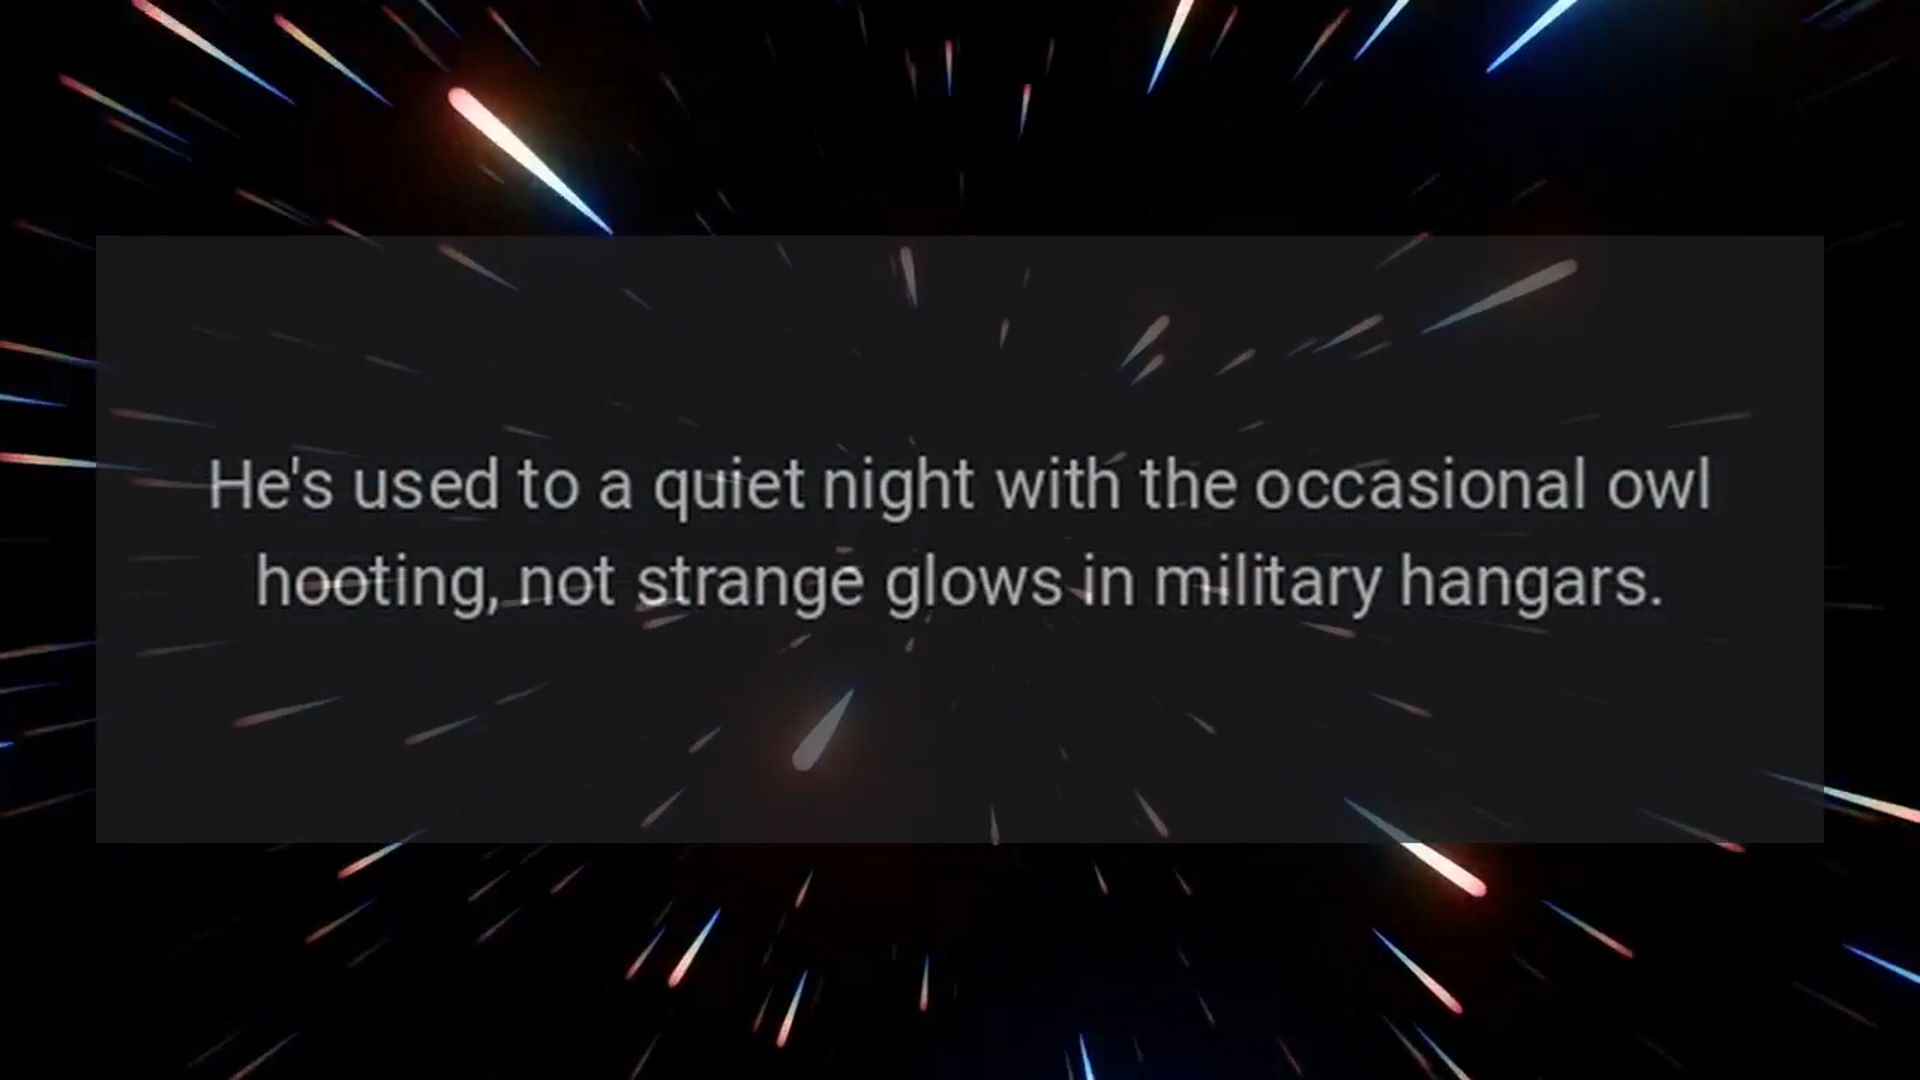 He's used to a quiet night with the occasional owl
hooting, not strange glows in military hangars.